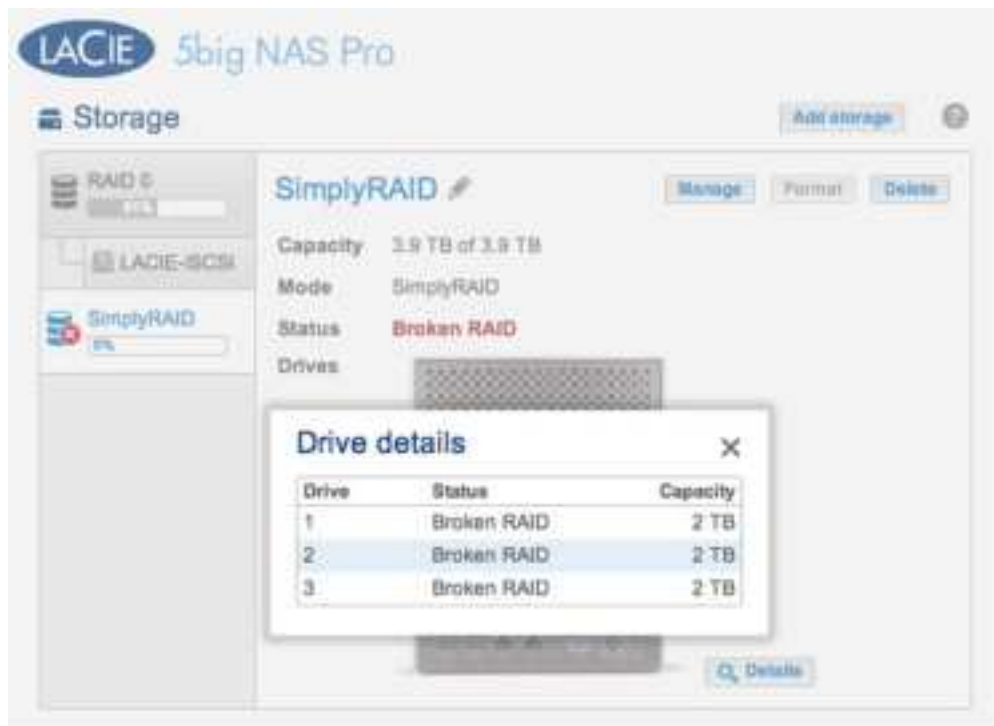 LACIE 5big NAS Pro
Storage
Add storage
RAID 0
LACIE-iSCSI
SimplyRAID
0%
SimplyRAID
Manage
Format
Delete
Capacity 3.9 TB of 3.9 TB
Mode SimplyRAID
Status Broken RAID
Drives
Drive details
Drive Status Capacity
1 Broken RAID 2 TB
2 Broken RAID 2 TB
3 Broken RAID 2 TB
Details